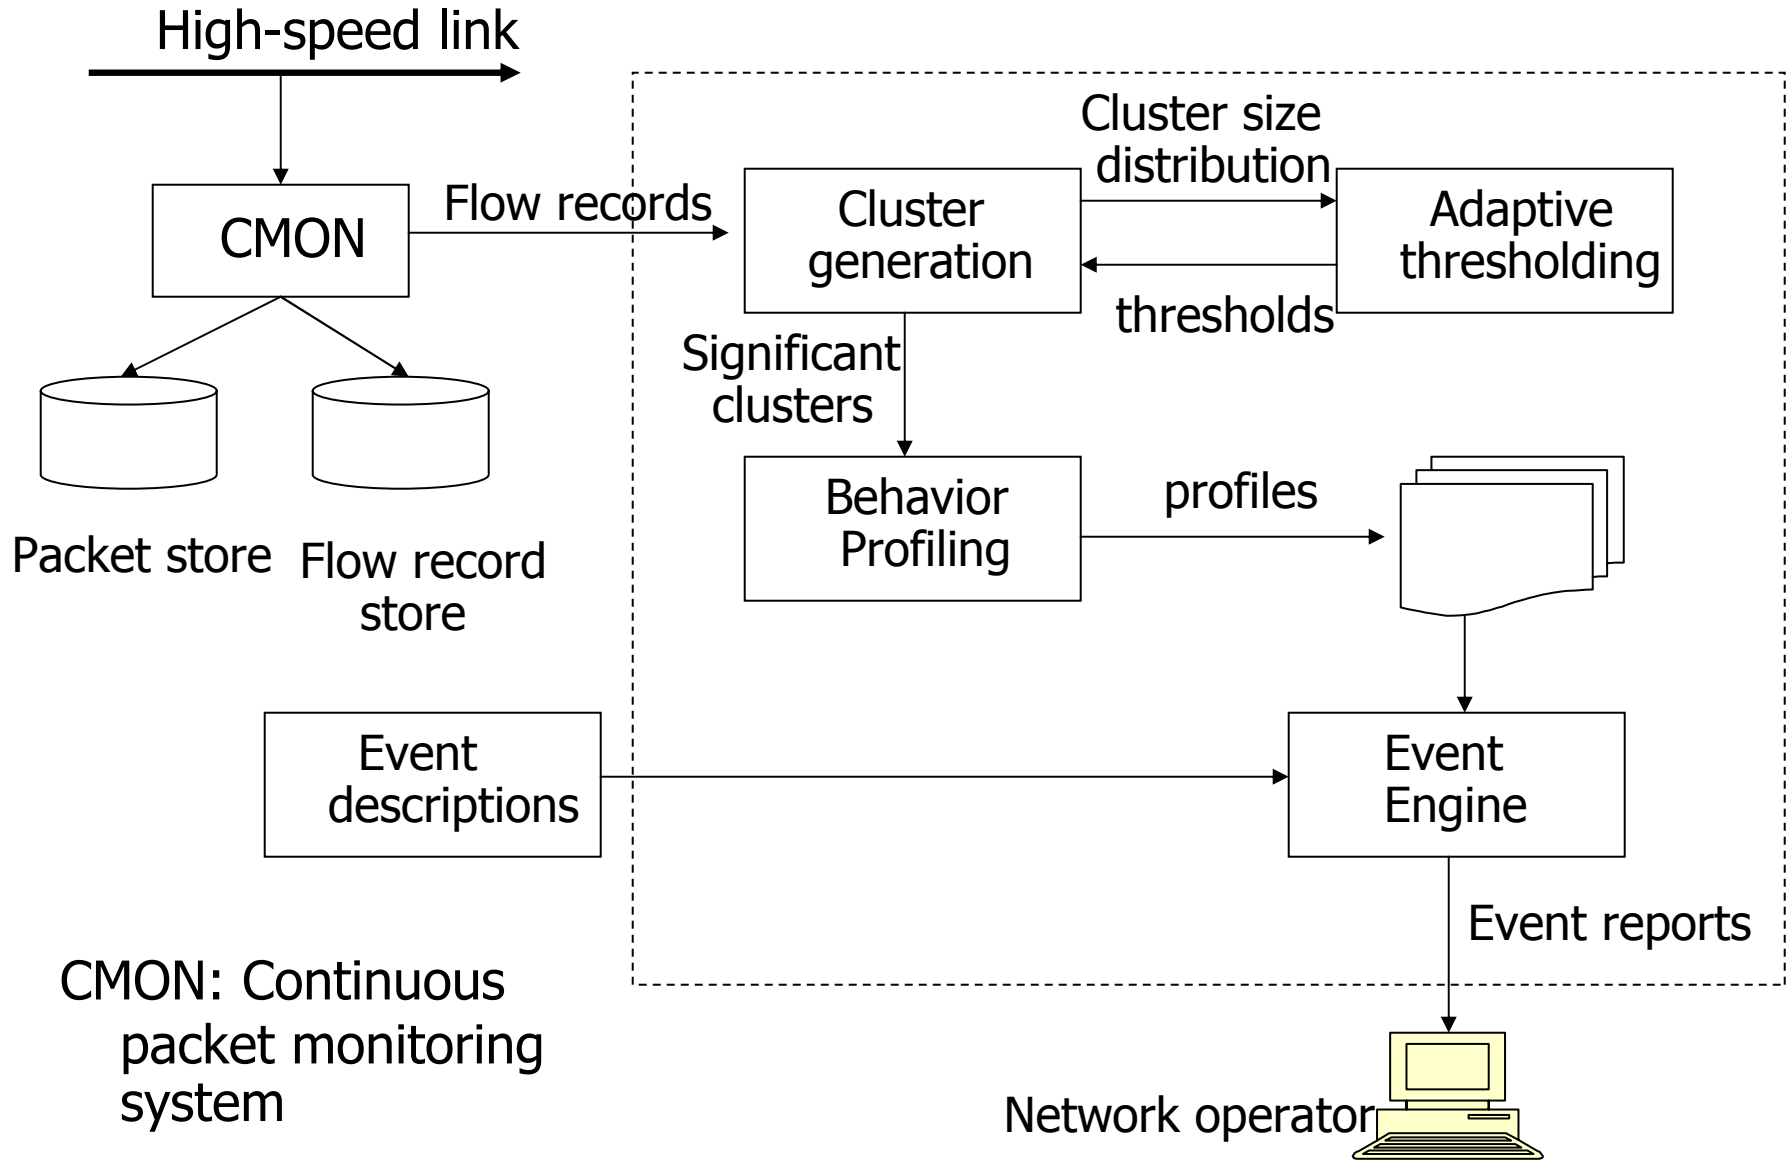 High-speed link
Cluster size
distribution
Flow records
CMON
Cluster
generation
Adaptive
thresholding
thresholds
Significant
clusters
Behavior
Profiling
profiles
Packet store
Flow record
store
Event
descriptions
Event
Engine
Event reports
CMON: Continuous
packet monitoring
system
Network operator